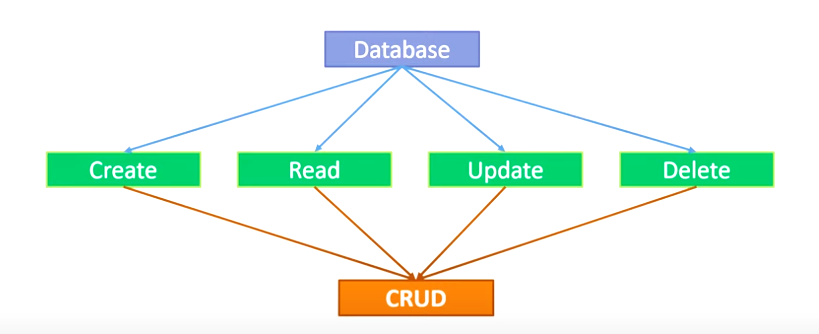 Database
Create
Read
Update
Delete
CRUD